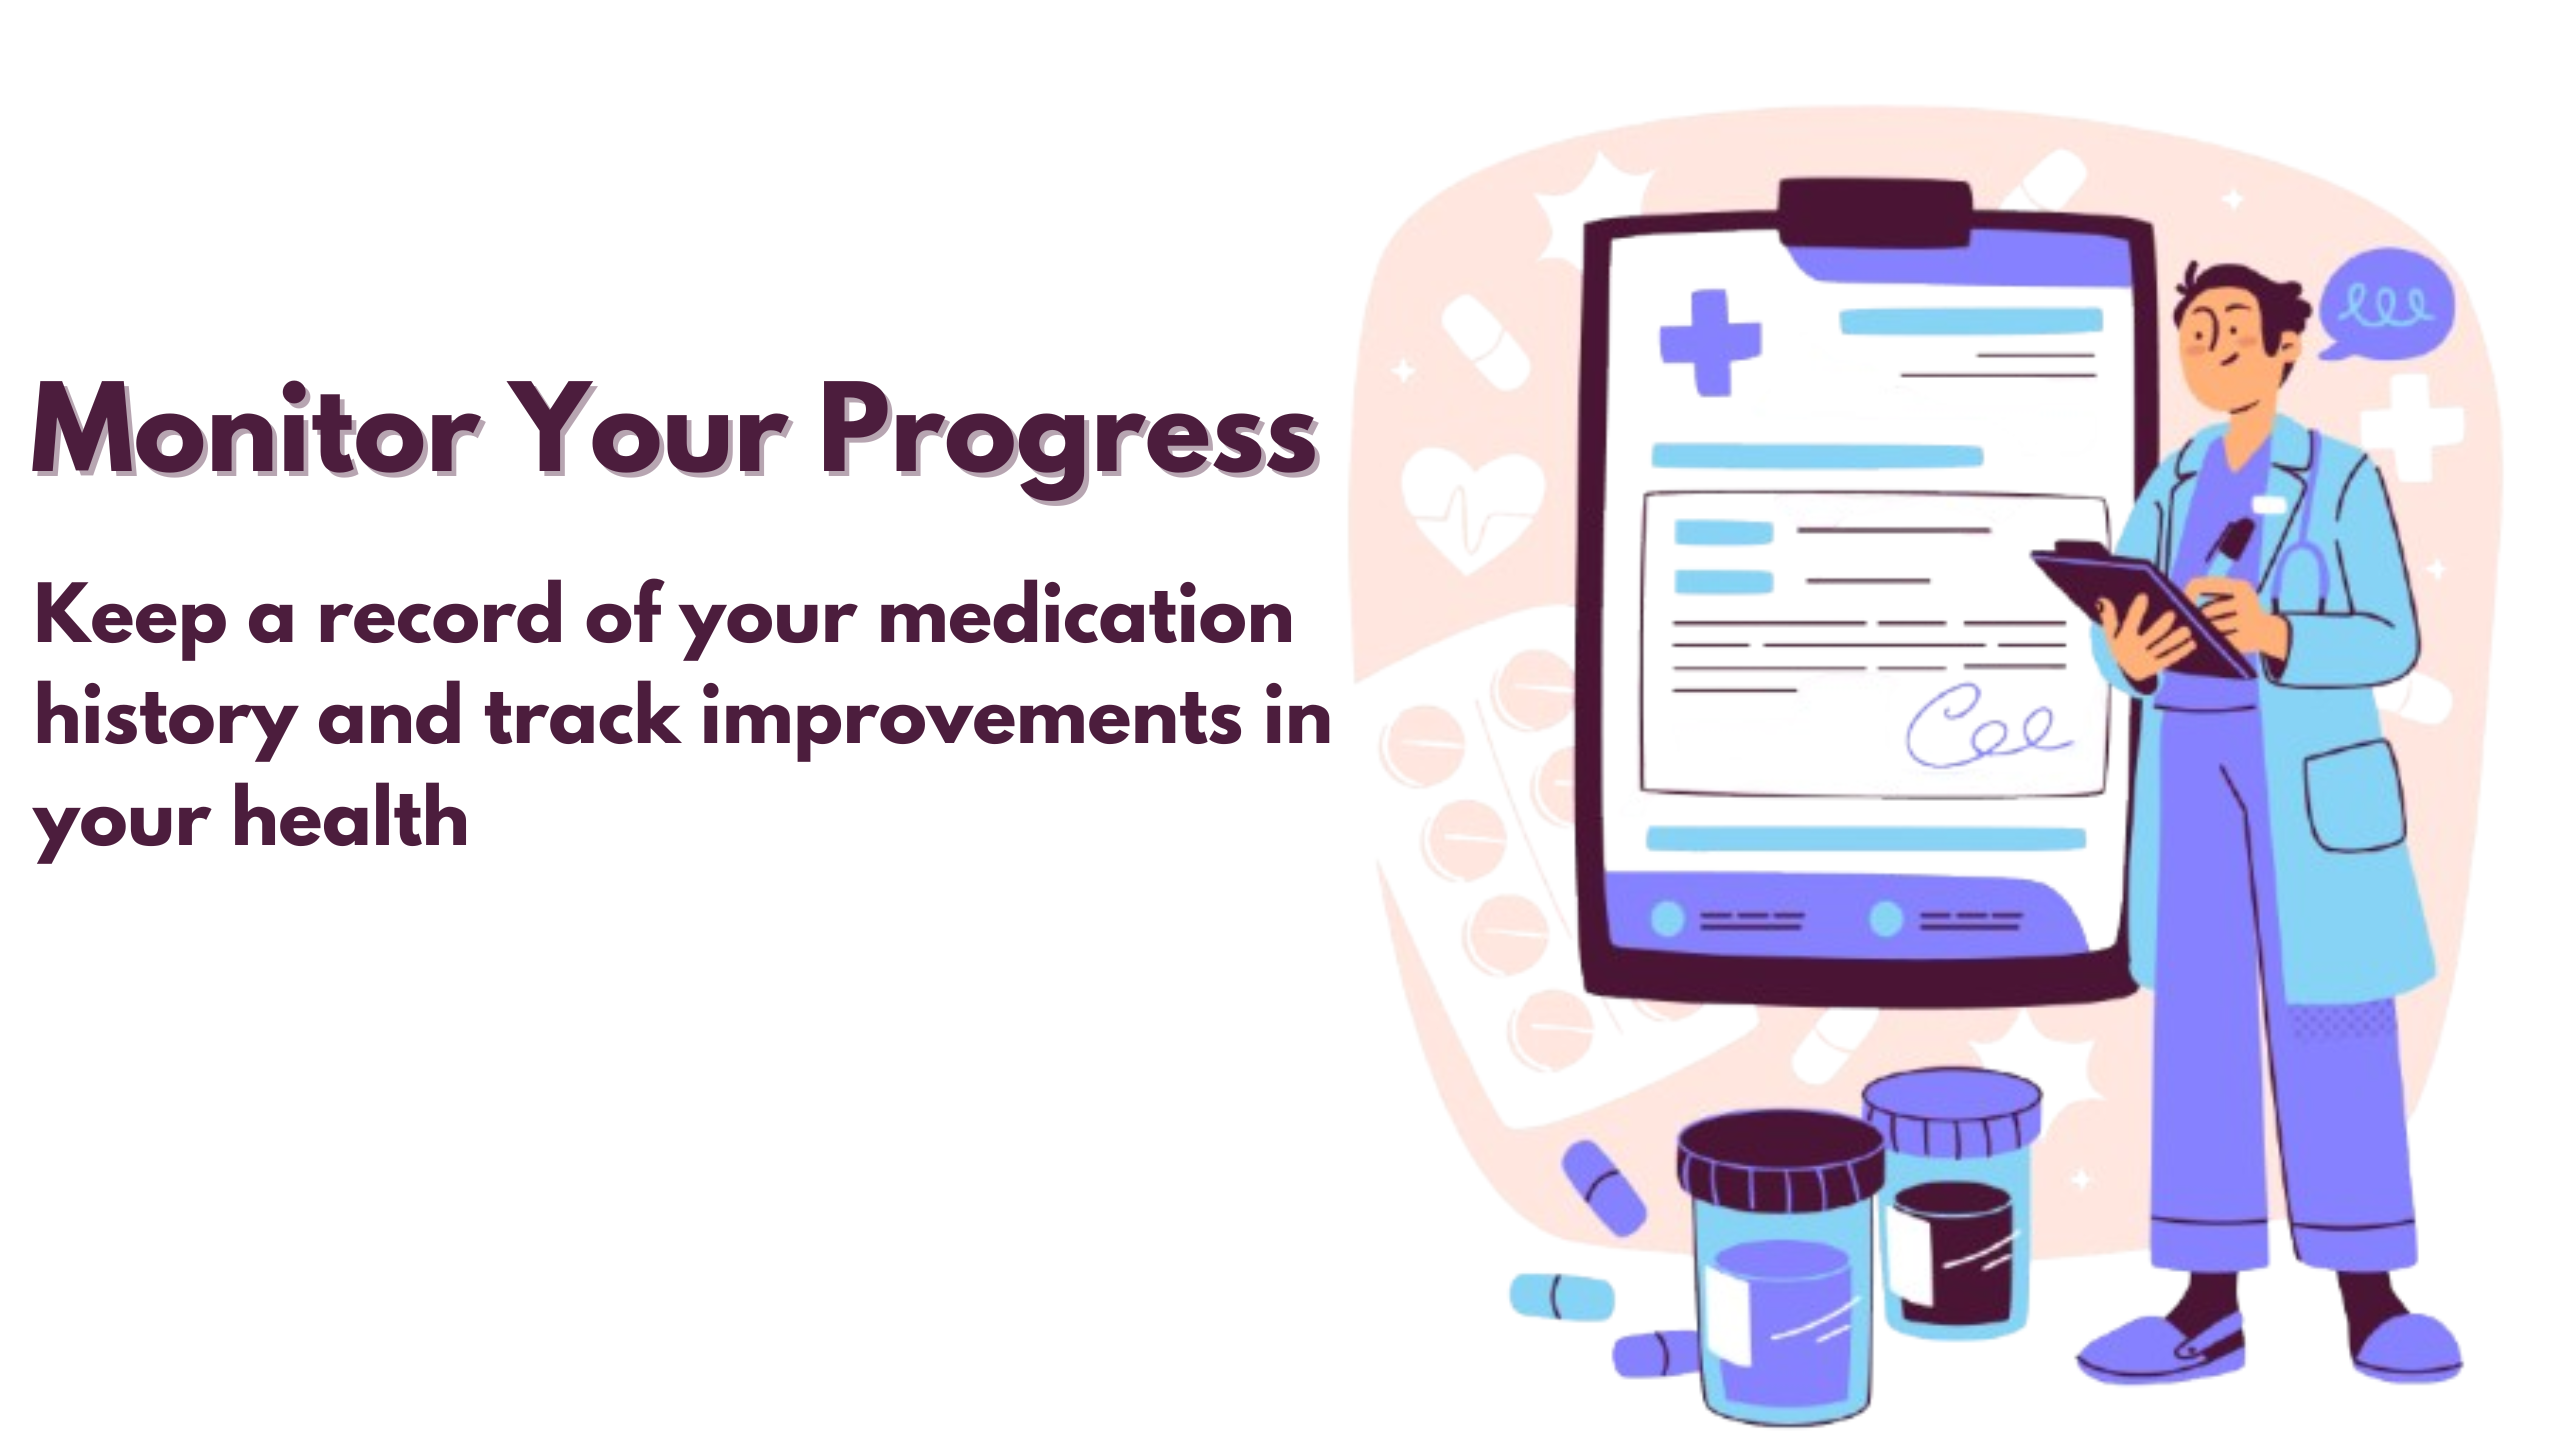 Monitor Your Progress
Keep a record of your medication
history and track improvements in
your health